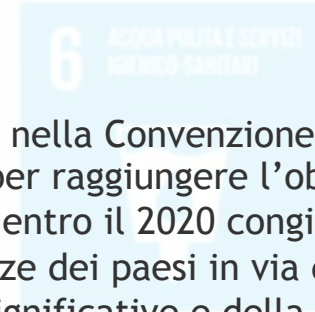 6 ACQUA PULITA E SERVIZI
IGIENICO-SANITARI
nella Convenzione
per raggiungere l'ob
entro il 2020 congi
ze dei paesi in via
significativo e della